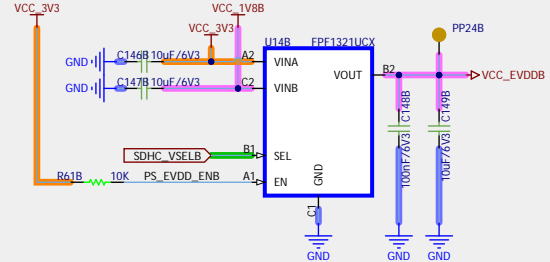 VCC_3V3
VCC_1V8B
VCC_3V3
PP24B
U14B
FPF1321UCX
C146B
10uF/6V3
A2
GND
VINA
B2
VOUT
VCC_EVDDB
C147B
10uF/6V3
C2
GND
VINB
100nF/6V3
C148B
10uF/6V3
C149B
SDHC_VSELB
B1
SEL
R61B
10K
PS_EVDD_ENB
A1
EN
GND
C1
GND
GND
GND